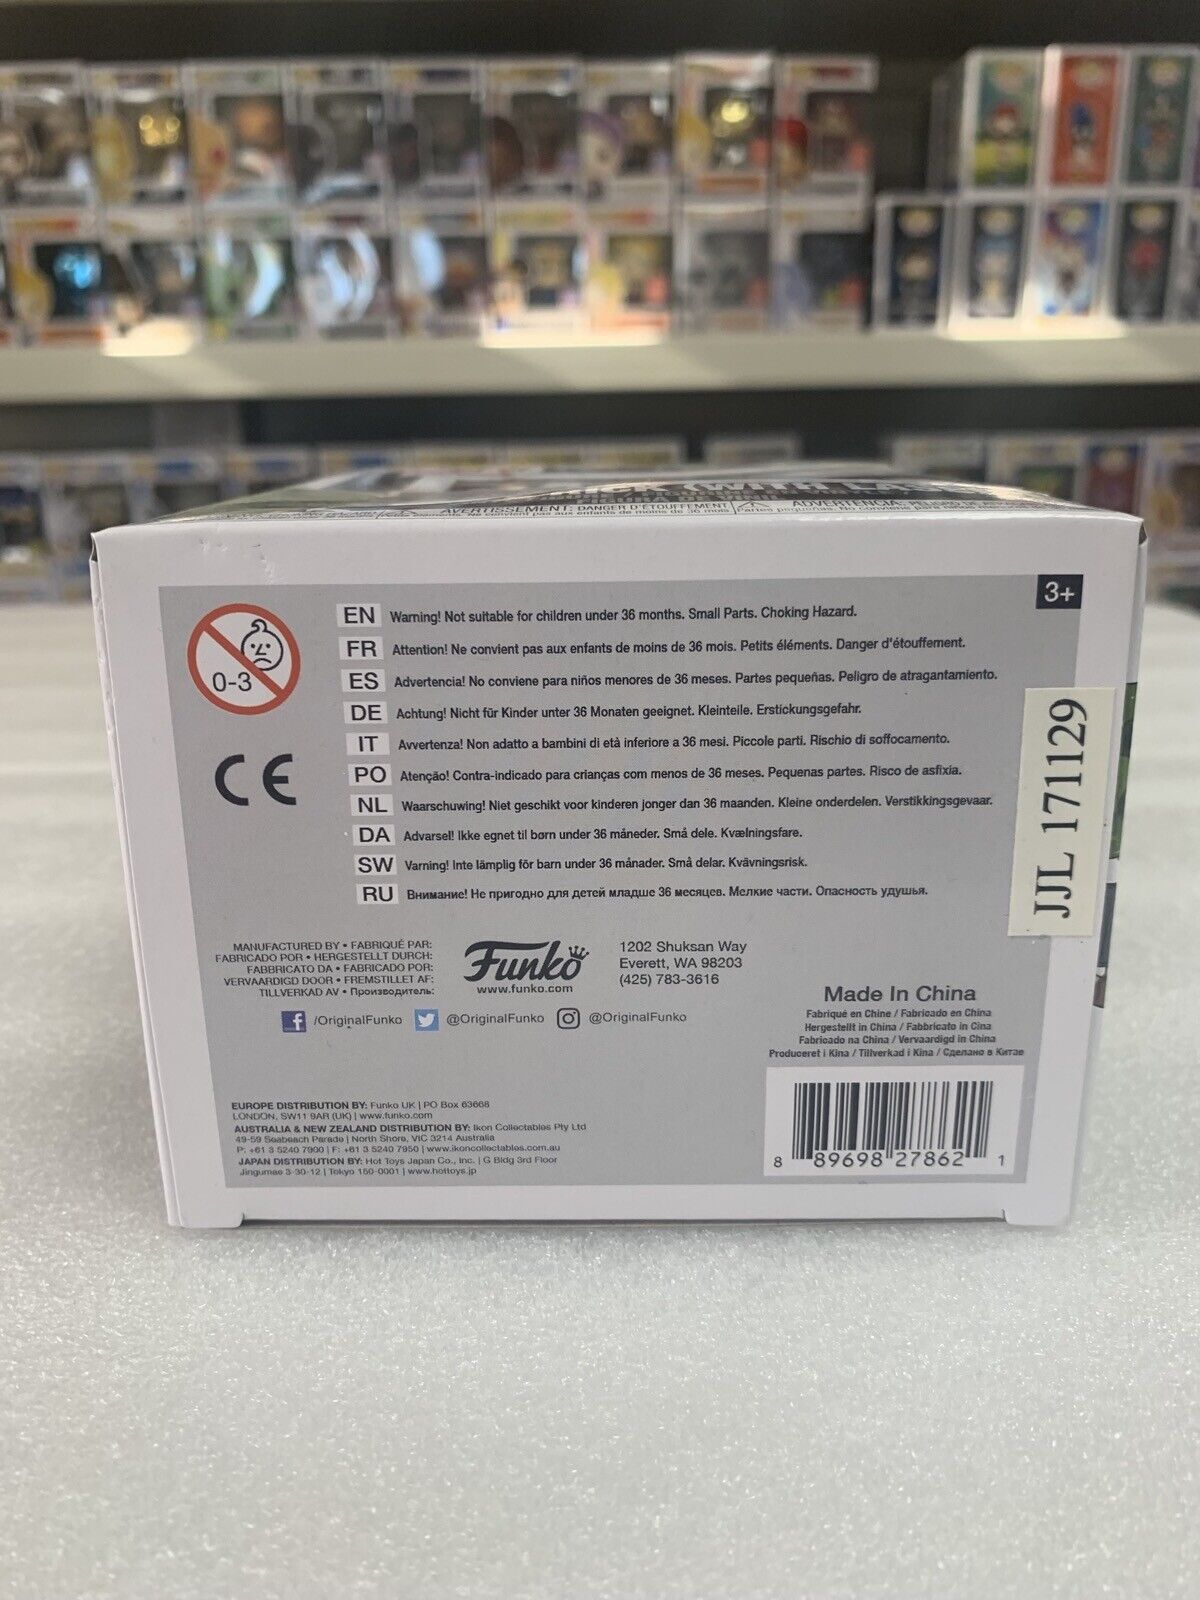 CK (WITH LAS
AVERTISSEMENT: DANGER D'ÉTOUFFEMENT
ADVERTENCIA
3+
0-3
CE
EN Warning! Not suitable for children under 36 months. Small Parts. Choking Hazard.
FR Attention! Ne convient pas aux enfants de moins de 36 mois. Petits éléments. Danger d'étouffement.
ES Advertencia! No conviene para niños menores de 36 meses. Partes pequeñas. Peligro de atragantamiento.
DE Achtung! Nicht für Kinder unter 36 Monaten geeignet. Kleinteile. Erstickungsgefahr.
IT Avvertenza! Non adatto a bambini di età inferiore a 36 mesi. Piccole parti. Rischio di soffocamento.
PO Atenção! Contra-indicado para crianças com menos de 36 meses. Pequenas partes. Risco de asfixia.
NL Waarschuwing! Niet geschikt voor kinderen jonger dan 36 maanden. Kleine onderdelen. Verstikkingsgevaar.
DA Advarsel! Ikke egnet til børn under 36 måneder. Små dele. Kvælningsfare.
SW Varning! Inte lämplig för barn under 36 månader. Små delar. Kvävningsrisk.
RU Внимание! Не пригодно для детей младше 36 месяцев. Мелкие части. Опасность удушья.
JJL 171129
MANUFACTURED BY • FABRIQUÉ PAR:
FABRICADO POR • HERGESTELLT DURCH:
FABBRICATO DA • FABRICADO POR:
VERVAARDIGD DOOR • FREMSTILLET AF:
TILLVERKAD AV • Производитель:
Funko
www.funko.com
1202 Shuksan Way
Everett, WA 98203
(425) 783-3616
f /OriginalFunko @OriginalFunko @OriginalFunko
Made In China
Fabriqué en Chine / Fabricado en China
Hergestellt in China / Fabbricato in Cina
Fabricado na China / Vervaardigd in China
Produceret i Kina / Tillverkad i Kina / Сделано в Китае
EUROPE DISTRIBUTION BY: Funko UK | PO Box 63668
LONDON, SW11 9AR (UK) | www.funko.com
AUSTRALIA & NEW ZEALAND DISTRIBUTION BY: Ikon Collectables Pty Ltd
49-59 Seabeach Parade | North Shore, VIC 3214 Australia
P: +61 3 5240 7900 | F: +61 3 5240 7950 | www.ikoncollectables.com.au
JAPAN DISTRIBUTION BY: Hot Toys Japan Co., Inc. | G Bldg 3rd Floor
Jingumae 3-30-12 | Tokyo 150-0001 | www.hottoys.jp
8 89698 27862 1